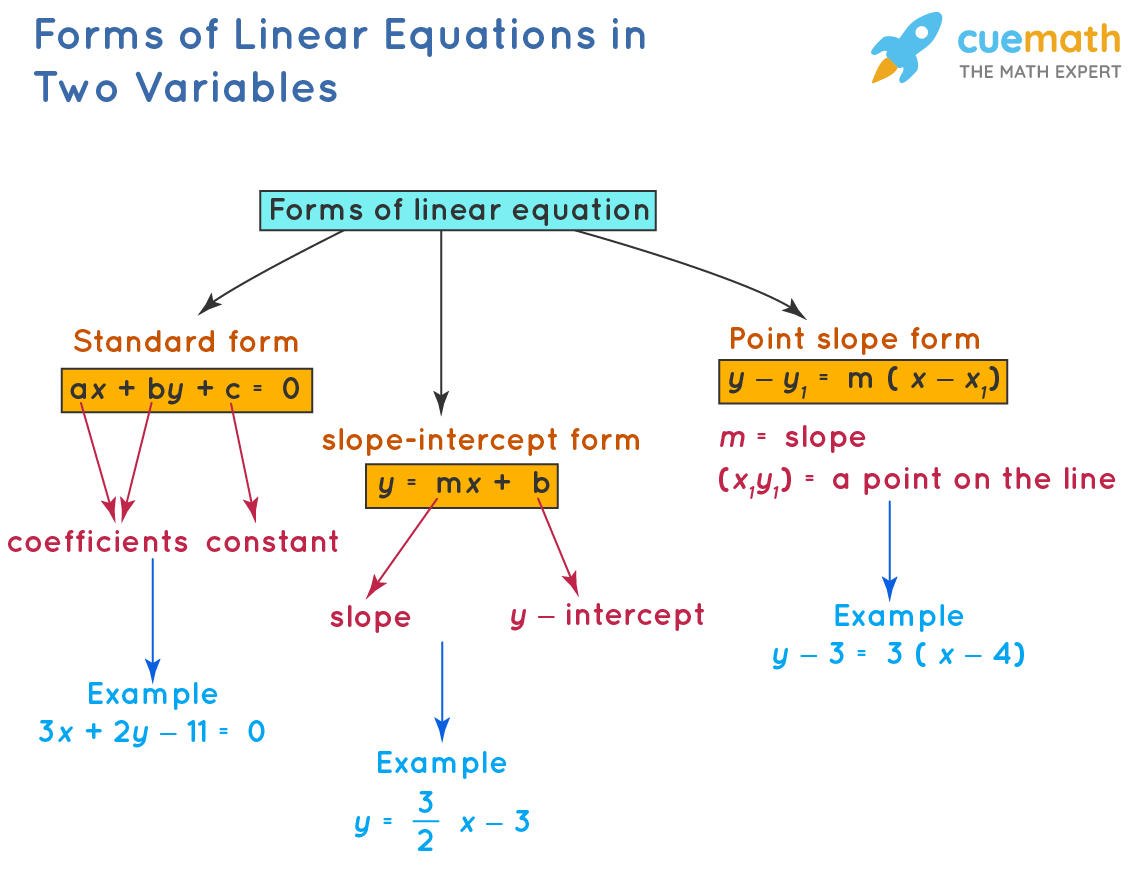 Forms of Linear Equations in
Two Variables
cuemath
THE MATH EXPERT
Forms of linear equation
Standard form
ax + by + c = 0
coefficients constant
Example
3x + 2y – 11 = 0
slope-intercept form
y = mx + b
slope
y – intercept
Example
y = 3/2 x – 3
Point slope form
y – y₁ = m ( x – x₁)
m = slope
(x₁y₁) = a point on the line
Example
y – 3 = 3 ( x – 4)